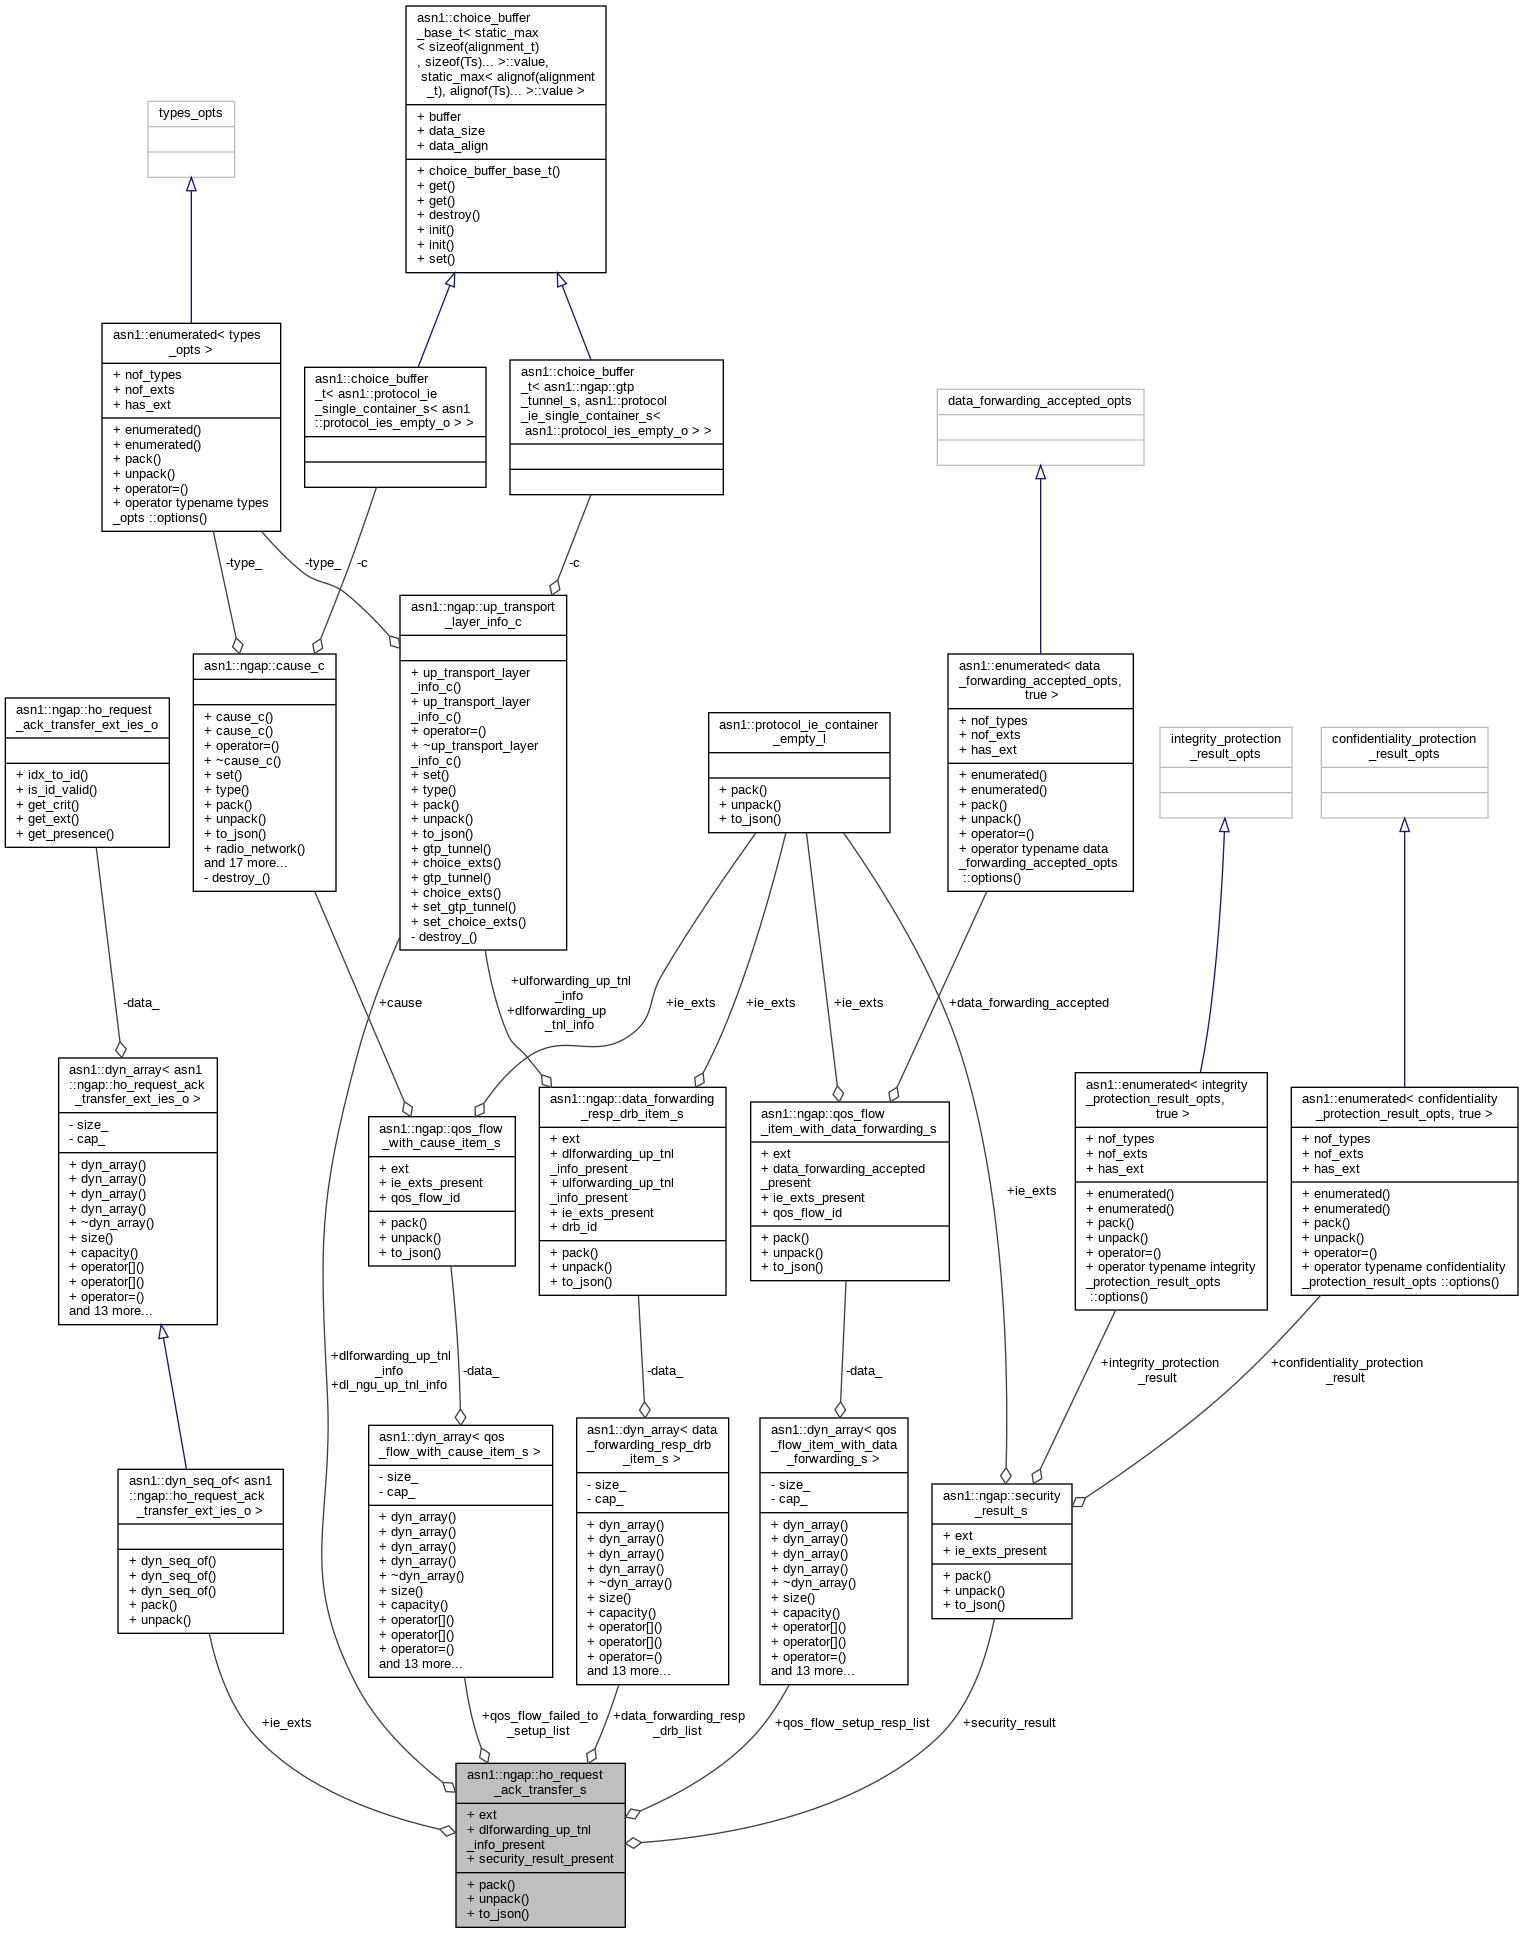 asn1::choice_buffer
_base_t< static_max
< sizeof(alignment_t)
, sizeof(Ts)... >::value,
static_max< alignof(alignment
_t), alignof(Ts)... >::value >
+ buffer
+ data_size
+ data_align
+ choice_buffer_base_t()
+ get()
+ get()
+ destroy()
+ init()
+ init()
+ set()
types_opts
asn1::enumerated< types
_opts >
+ nof_types
+ nof_exts
+ has_ext
+ enumerated()
+ enumerated()
+ pack()
+ unpack()
+ operator=()
+ operator typename types
_opts ::options()
asn1::choice_buffer
_t< asn1::protocol_ie
_single_container_s< asn1
::protocol_ies_empty_o > >
asn1::choice_buffer
_t< asn1::ngap::gtp
_tunnel_s, asn1::protocol
_ie_single_container_s<
asn1::protocol_ies_empty_o > >
data_forwarding_accepted_opts
-type_
-type_
-c
-c
asn1::ngap::up_transport
_layer_info_c
+ up_transport_layer
_info_c()
+ up_transport_layer
_info_c()
+ operator=()
+ ~up_transport_layer
_info_c()
+ set()
+ type()
+ pack()
+ unpack()
+ to_json()
+ gtp_tunnel()
+ choice_exts()
+ gtp_tunnel()
+ choice_exts()
+ set_gtp_tunnel()
+ set_choice_exts()
- destroy_()
asn1::ngap::cause_c
+ cause_c()
+ cause_c()
+ operator=()
+ ~cause_c()
+ set()
+ type()
+ pack()
+ unpack()
+ to_json()
+ radio_network()
and 17 more...
- destroy_()
asn1::ngap::ho_request
_ack_transfer_ext_ies_o
+ idx_to_id()
+ is_id_valid()
+ get_crit()
+ get_ext()
+ get_presence()
asn1::protocol_ie_container
_empty_l
+ pack()
+ unpack()
+ to_json()
asn1::enumerated< data
_forwarding_accepted_opts,
true >
+ nof_types
+ nof_exts
+ has_ext
+ enumerated()
+ enumerated()
+ pack()
+ unpack()
+ operator=()
+ operator typename data
_forwarding_accepted_opts
::options()
integrity_protection
_result_opts
confidentiality_protection
_result_opts
-data_
+cause
+ulforwarding_up_tnl
_info
+dlforwarding_up
_tnl_info
+ie_exts
+ie_exts
+ie_exts
+data_forwarding_accepted
+ie_exts
asn1::dyn_array< asn1
::ngap::ho_request_ack
_transfer_ext_ies_o >
- size_
- cap_
+ dyn_array()
+ dyn_array()
+ dyn_array()
+ dyn_array()
+ ~dyn_array()
+ size()
+ capacity()
+ operator[]()
+ operator[]()
+ operator=()
and 13 more...
asn1::ngap::qos_flow
_with_cause_item_s
+ ext
+ ie_exts_present
+ qos_flow_id
+ pack()
+ unpack()
+ to_json()
asn1::ngap::data_forwarding
_resp_drb_item_s
+ ext
+ dlforwarding_up_tnl
_info_present
+ ulforwarding_up_tnl
_info_present
+ ie_exts_present
+ drb_id
+ pack()
+ unpack()
+ to_json()
asn1::ngap::qos_flow
_item_with_data_forwarding_s
+ ext
+ data_forwarding_accepted
_present
+ ie_exts_present
+ qos_flow_id
+ pack()
+ unpack()
+ to_json()
asn1::enumerated< integrity
_protection_result_opts,
true >
+ nof_types
+ nof_exts
+ has_ext
+ enumerated()
+ enumerated()
+ pack()
+ unpack()
+ operator=()
+ operator typename integrity
_protection_result_opts
::options()
asn1::enumerated< confidentiality
_protection_result_opts, true >
+ nof_types
+ nof_exts
+ has_ext
+ enumerated()
+ enumerated()
+ pack()
+ unpack()
+ operator=()
+ operator typename confidentiality
_protection_result_opts ::options()
+dlforwarding_up_tnl
_info
+dl_ngu_up_tnl_info
-data_
-data_
-data_
+integrity_protection
_result
+confidentiality_protection
_result
asn1::dyn_seq_of< asn1
::ngap::ho_request_ack
_transfer_ext_ies_o >
+ dyn_seq_of()
+ dyn_seq_of()
+ dyn_seq_of()
+ pack()
+ unpack()
asn1::dyn_array< qos
_flow_with_cause_item_s >
- size_
- cap_
+ dyn_array()
+ dyn_array()
+ dyn_array()
+ dyn_array()
+ ~dyn_array()
+ size()
+ capacity()
+ operator[]()
+ operator[]()
+ operator=()
and 13 more...
asn1::dyn_array< data
_forwarding_resp_drb
_item_s >
- size_
- cap_
+ dyn_array()
+ dyn_array()
+ dyn_array()
+ dyn_array()
+ ~dyn_array()
+ size()
+ capacity()
+ operator[]()
+ operator[]()
+ operator=()
and 13 more...
asn1::dyn_array< qos
_flow_item_with_data
_forwarding_s >
- size_
- cap_
+ dyn_array()
+ dyn_array()
+ dyn_array()
+ dyn_array()
+ ~dyn_array()
+ size()
+ capacity()
+ operator[]()
+ operator[]()
+ operator=()
and 13 more...
asn1::ngap::security
_result_s
+ ext
+ ie_exts_present
+ pack()
+ unpack()
+ to_json()
+ie_exts
+qos_flow_failed_to
_setup_list
+data_forwarding_resp
_drb_list
+qos_flow_setup_resp_list
+security_result
asn1::ngap::ho_request
_ack_transfer_s
+ ext
+ dlforwarding_up_tnl
_info_present
+ security_result_present
+ pack()
+ unpack()
+ to_json()